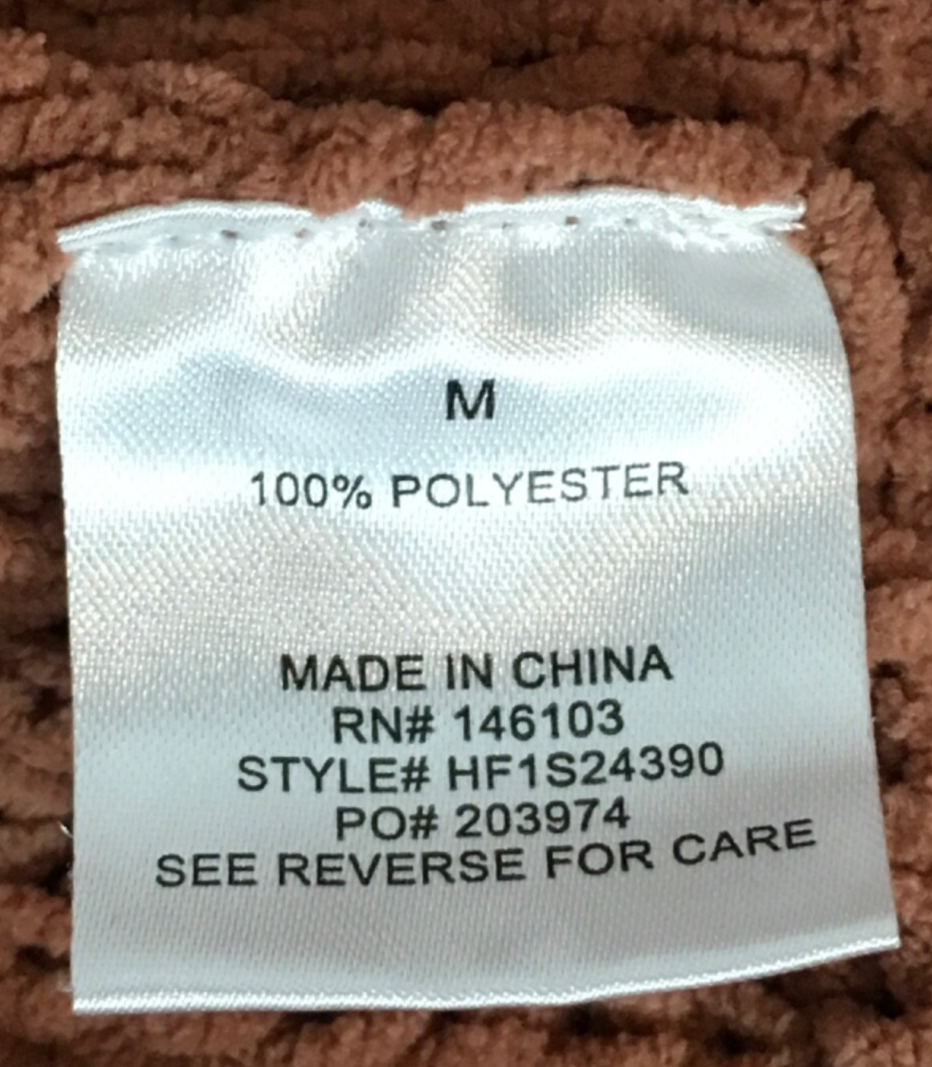 M
100% POLYESTER
MADE IN CHINA
RN# 146103
STYLE# HF1S24390
PO# 203974
SEE REVERSE FOR CARE